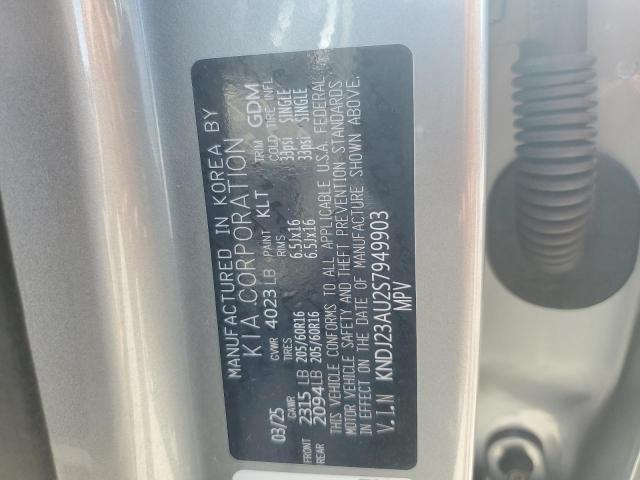 MANUFACTURED IN KOREA BY
KIA CORPORATION
03/25 GVWR 4023 LB PAINT KLT TRIM GDM
GAWR TIRES RIMS COLD TIRE INFL
FRONT 2315 LB 205/60R16 6.5Jx16 33psi SINGLE
REAR 2094 LB 205/60R16 6.5Jx16 33psi SINGLE
THIS VEHICLE CONFORMS TO ALL APPLICABLE U.S.A. FEDERAL
MOTOR VEHICLE SAFETY AND THEFT PREVENTION STANDARDS
IN EFFECT ON THE DATE OF MANUFACTURE SHOWN ABOVE.
V.I.N KNDJ23AU2S7949903
MPV